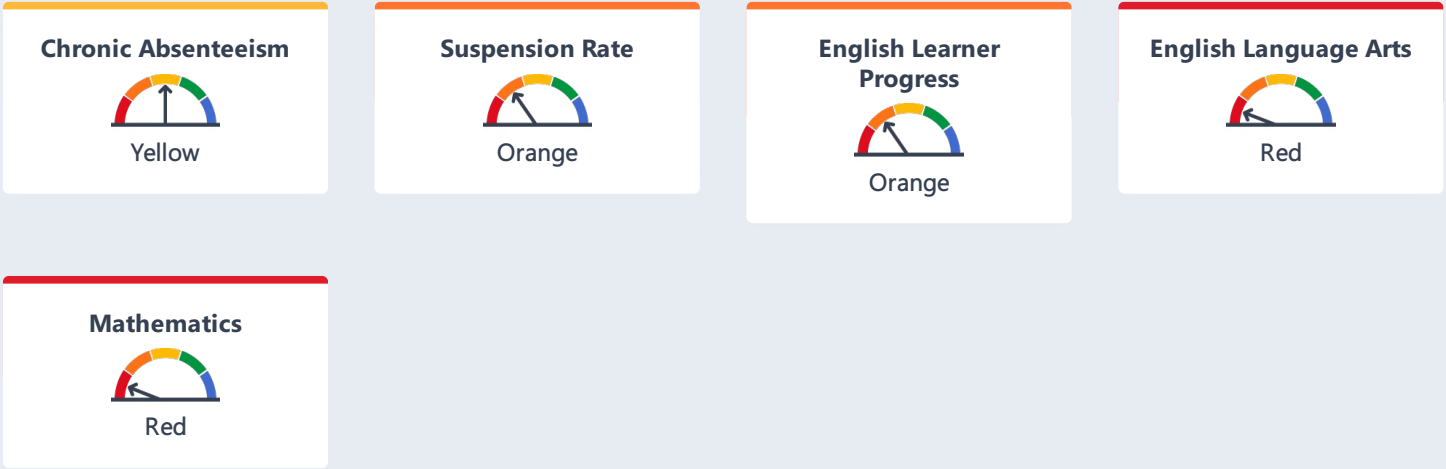 Chronic Absenteeism
Yellow
Suspension Rate
Orange
English Learner
Progress
Orange
English Language Arts
Red
Mathematics
Red